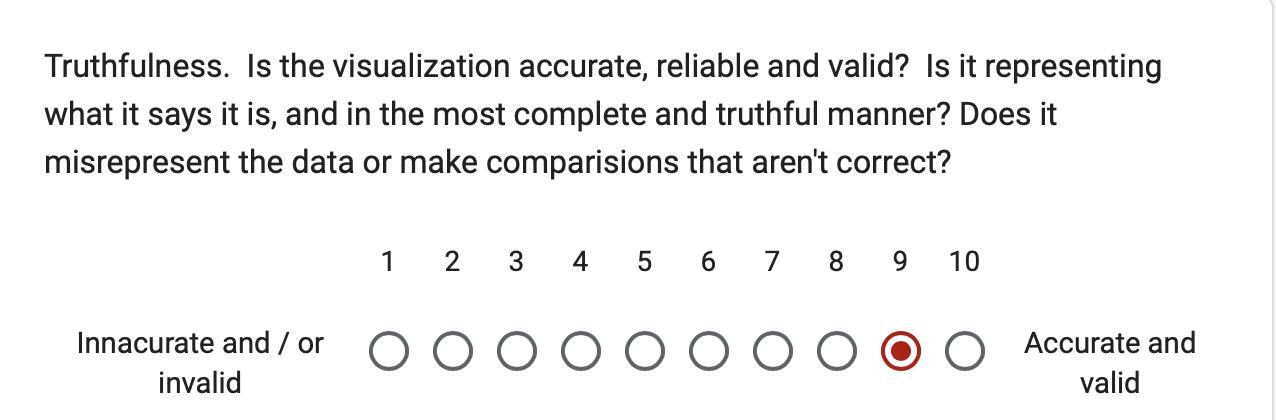 Truthfulness.  Is the visualization accurate, reliable and valid?  Is it representing
what it says it is, and in the most complete and truthful manner? Does it
misrepresent the data or make comparisions that aren't correct?
1 2 3 4 5 6 7 8 9 10
Innacurate and / or
invalid
Accurate and
valid